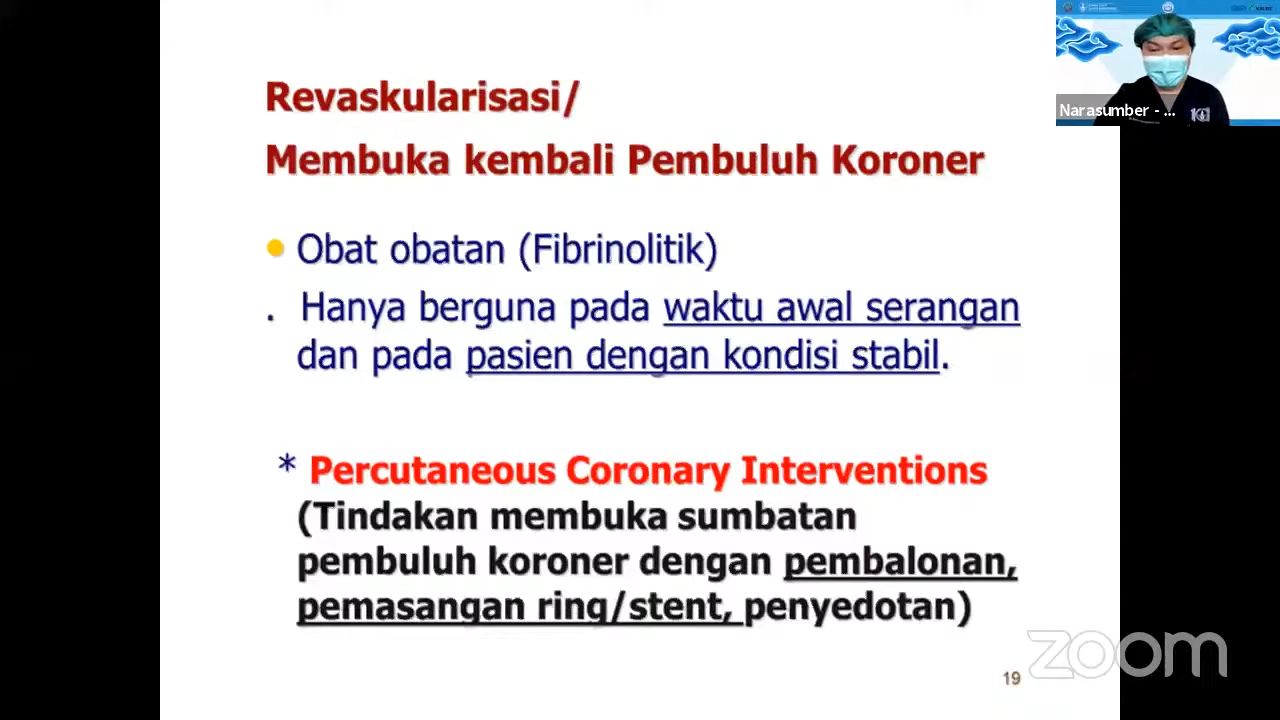 Revaskularisasi/
Membuka kembali Pembuluh Koroner
• Obat obatan (Fibrinolitik)
. Hanya berguna pada waktu awal serangan
dan pada pasien dengan kondisi stabil.
* Percutaneous Coronary Interventions
(Tindakan membuka sumbatan
pembuluh koroner dengan pembalonan,
pemasangan ring/stent, penyedotan)
19
zoom
Narasumber - ...